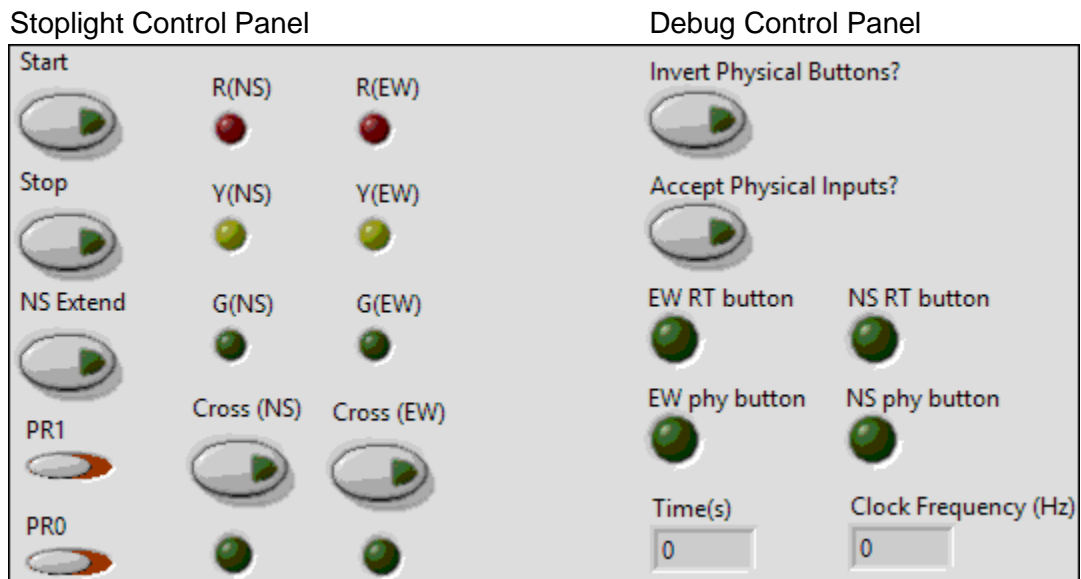 Stoplight Control Panel
Debug Control Panel
Start
R(NS)
R(EW)
Invert Physical Buttons?
Stop
Y(NS)
Y(EW)
Accept Physical Inputs?
NS Extend
G(NS)
G(EW)
EW RT button
NS RT button
PR1
Cross (NS)
Cross (EW)
EW phy button
NS phy button
PR0
Time(s)
Clock Frequency (Hz)
0
0